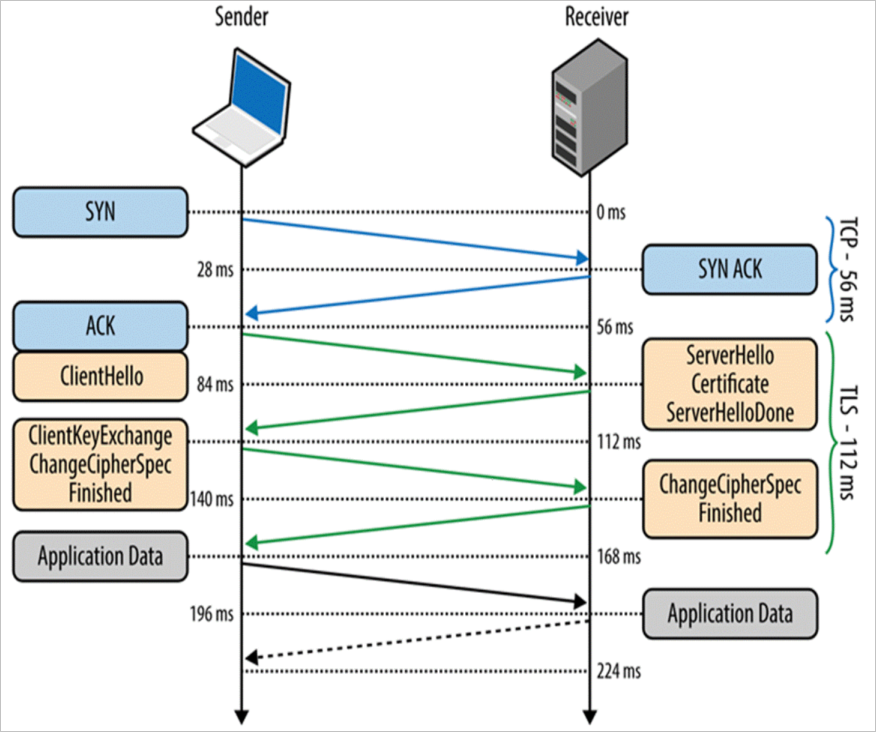 Sender
Receiver
SYN
0 ms
28 ms
SYN ACK
TCP - 56 ms
ACK
56 ms
ClientHello
84 ms
ServerHello
Certificate
ServerHelloDone
TLS - 112 ms
ClientKeyExchange
ChangeCipherSpec
Finished
112 ms
140 ms
ChangeCipherSpec
Finished
Application Data
168 ms
196 ms
Application Data
224 ms